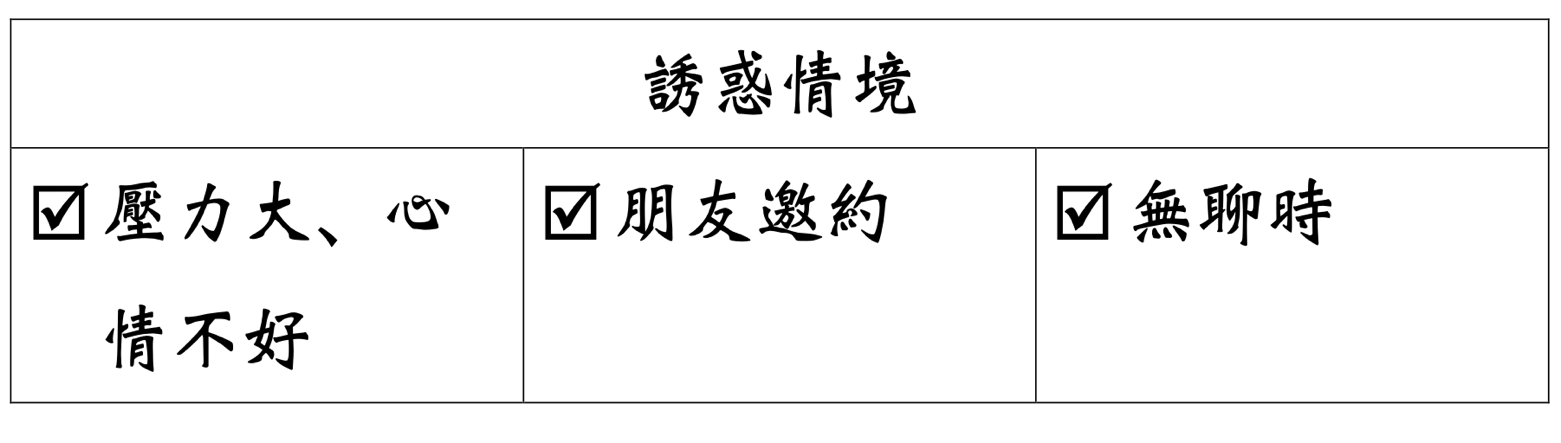 誘惑情境
☑壓力大、心
情不好
☑朋友邀約
☑無聊時